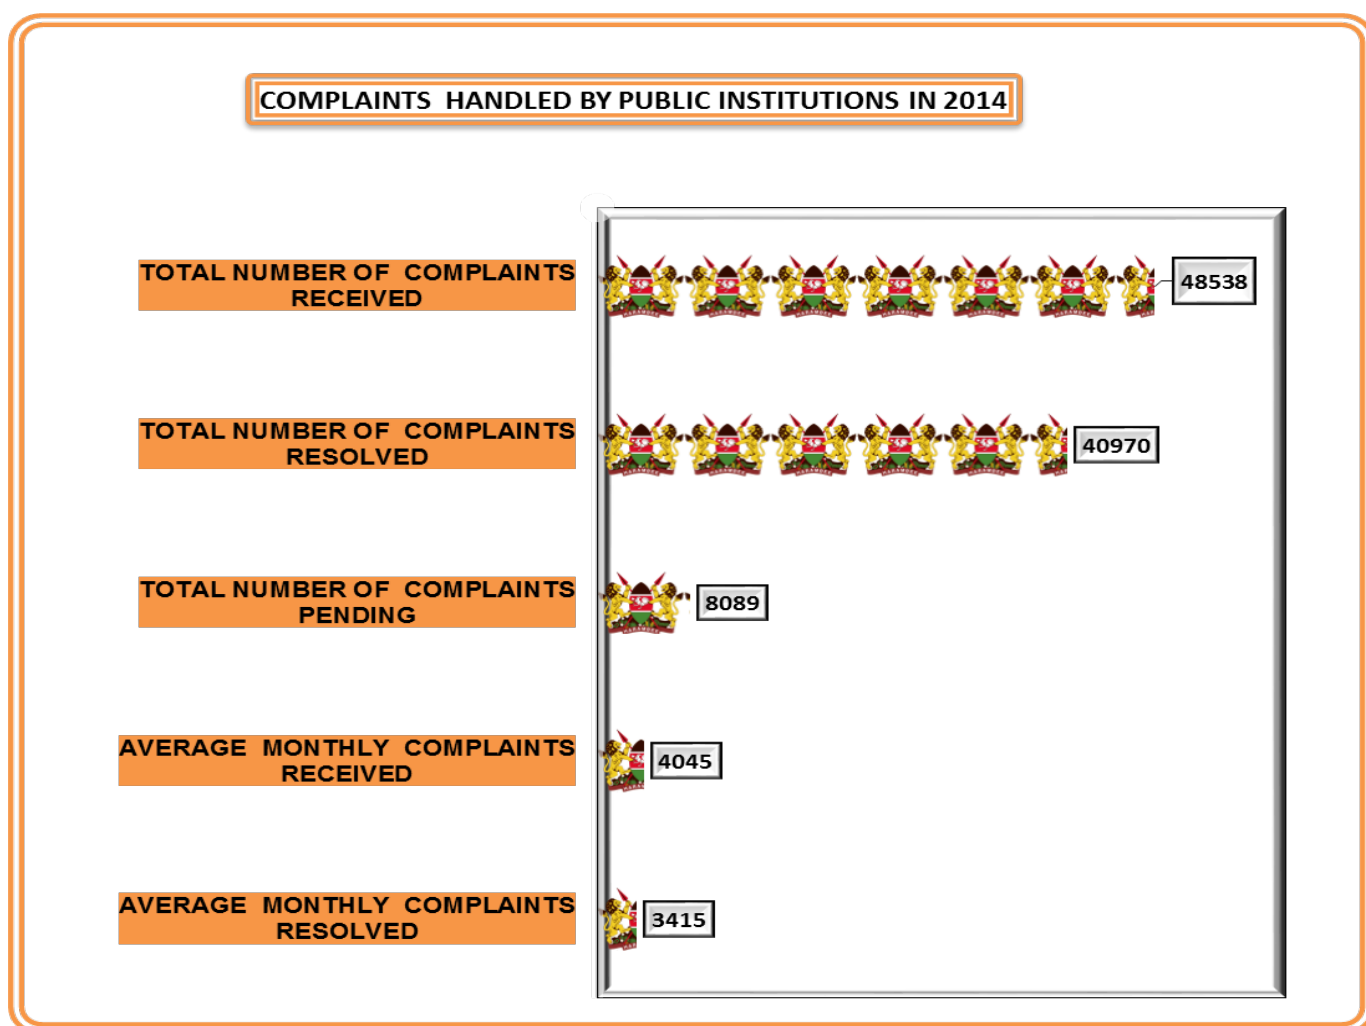 COMPLAINTS HANDLED BY PUBLIC INSTITUTIONS IN 2014
TOTAL NUMBER OF COMPLAINTS
RECEIVED
48538
TOTAL NUMBER OF COMPLAINTS
RESOLVED
40970
TOTAL NUMBER OF COMPLAINTS
PENDING
8089
AVERAGE MONTHLY COMPLAINTS
RECEIVED
4045
AVERAGE MONTHLY COMPLAINTS
RESOLVED
3415